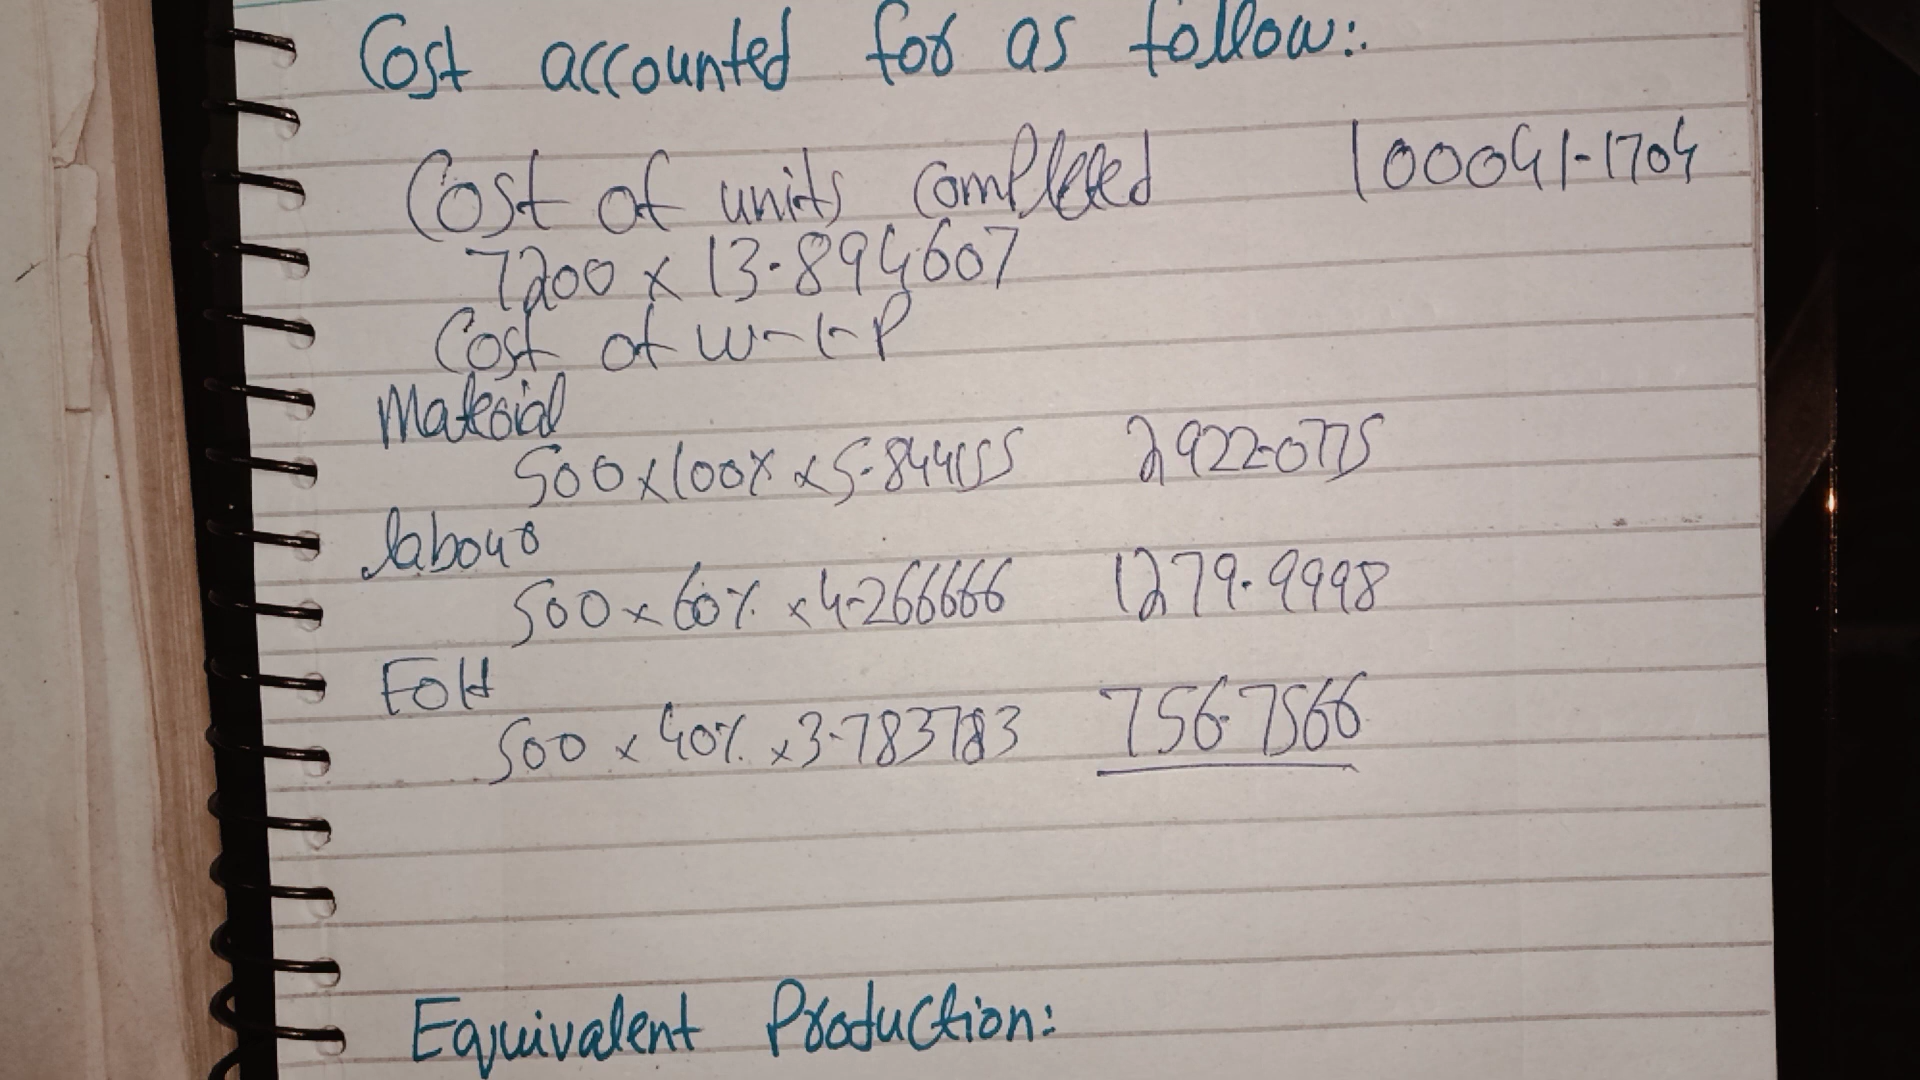 Cost accounted for as follow:.
Cost of units completed 100041-1704
7200 x 13.894607
Cost of W-I-P
Material
500 x 100% x 5.844155 2922.0775
labour
500 x 60% x 4.266666 1279.9998
FoH
500 x 40% x 3.783783 756.7566
Equivalent Production: